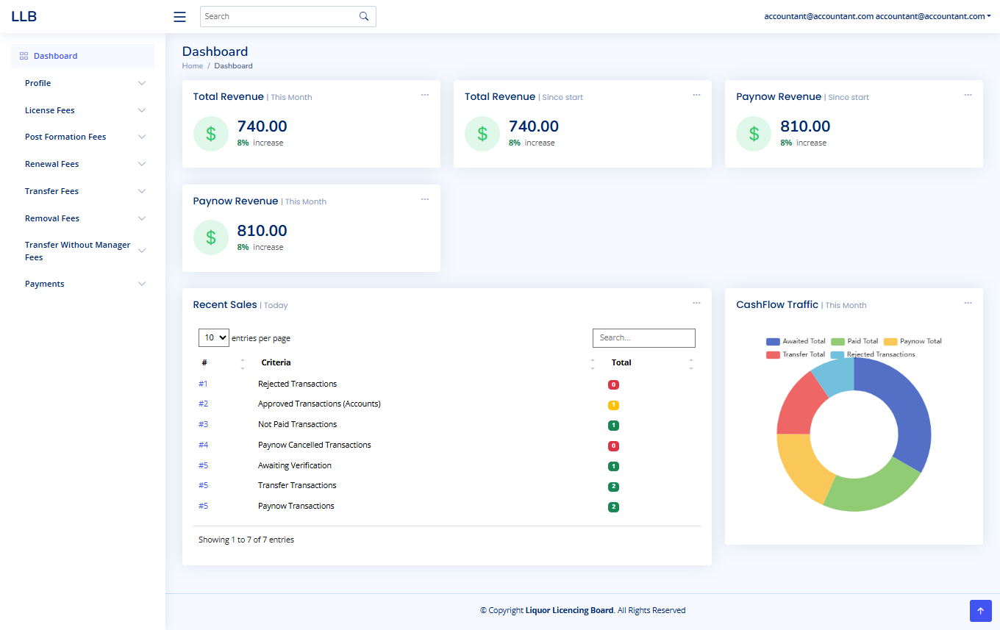 LLB
Search
accountant@accountant.com accountant@accountant.com
Dashboard
Profile
License Fees
Post Formation Fees
Renewal Fees
Transfer Fees
Removal Fees
Transfer Without Manager
Fees
Payments
Dashboard
Home / Dashboard
Total Revenue | This Month
$
740.00
8% increase
Total Revenue | Since start
$
740.00
8% increase
Paynow Revenue | Since start
$
810.00
8% increase
Paynow Revenue | This Month
$
810.00
8% increase
Recent Sales | Today
10 entries per page
Search...
# Criteria Total
#1 Rejected Transactions 0
#2 Approved Transactions (Accounts) 1
#3 Not Paid Transactions 1
#4 Paynow Cancelled Transactions 0
#5 Awaiting Verification 1
#5 Transfer Transactions 2
#5 Paynow Transactions 2
Showing 1 to 7 of 7 entries
CashFlow Traffic | This Month
Awaited Total Paid Total Paynow Total
Transfer Total Rejected Transactions
© Copyright Liquor Licencing Board. All Rights Reserved